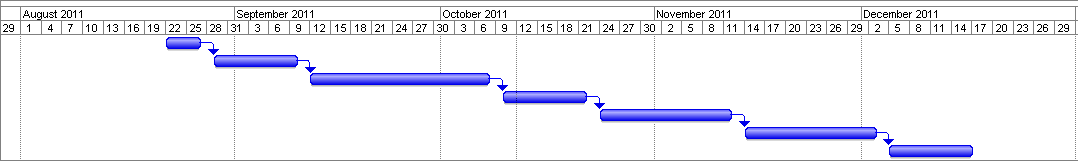 August 2011 September 2011 October 2011 November 2011 December 2011
29 1 4 7 10 13 16 19 22 25 28 31 3 6 9 12 15 18 21 24 27 30 3 6 9 12 15 18 21 24 27 30 2 5 8 11 14 17 20 23 26 29 2 5 8 11 14 17 20 23 26 29